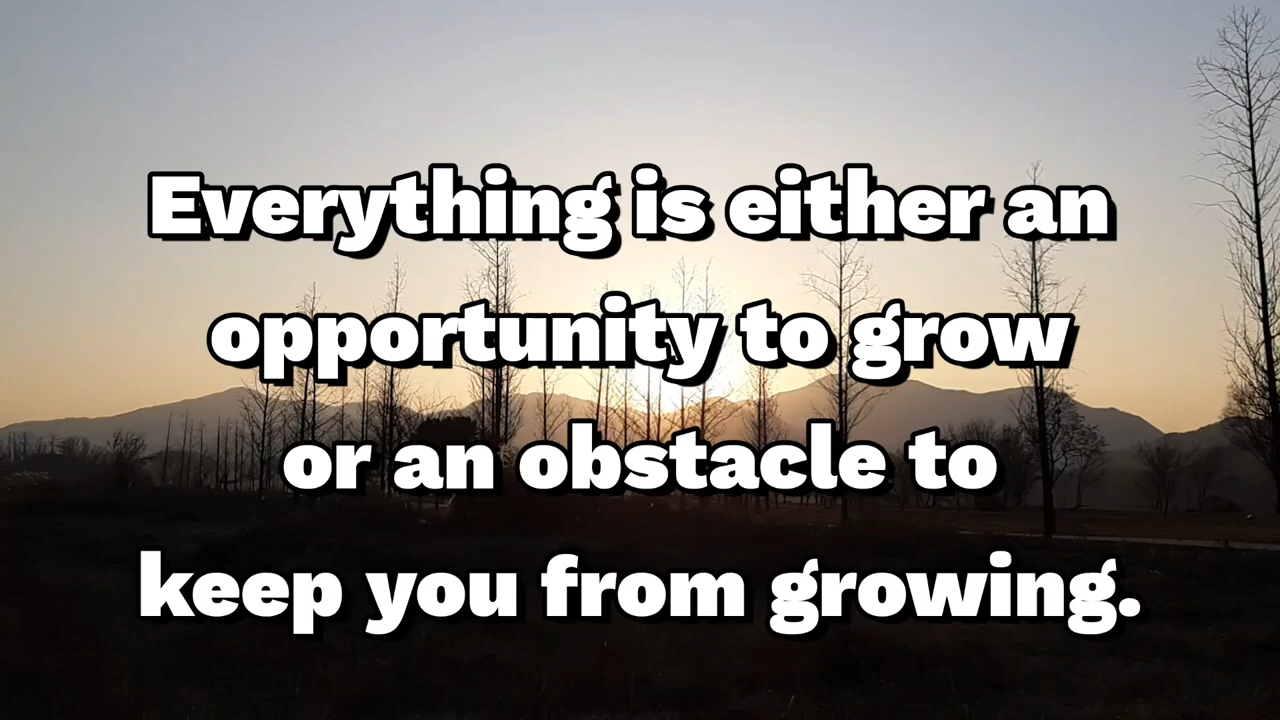 Everything is either an
opportunity to grow
or an obstacle to
keep you from growing.